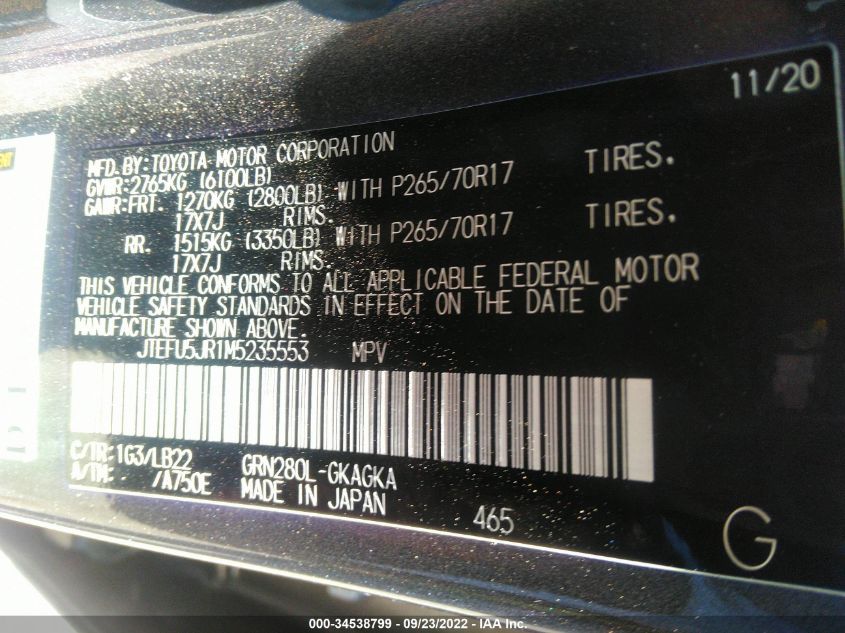 11/20
MFD. BY: TOYOTA MOTOR CORPORATION
GVWR: 2765KG (6100LB)
GAWR: FRT. 1270KG (2800LB) WITH P265/70R17 TIRES.
17X7J RIMS.
RR. 1515KG (3350LB) WITH P265/70R17 TIRES.
17X7J RIMS.
THIS VEHICLE CONFORMS TO ALL APPLICABLE FEDERAL MOTOR
VEHICLE SAFETY STANDARDS IN EFFECT ON THE DATE OF
MANUFACTURE SHOWN ABOVE.
JTEFU5JR1M5235553 MPV
C/TR: 1G3/LB22 GRN280L-GKAGKA
A/TM: - /A750E MADE IN JAPAN
465
G
000-34538799 - 09/23/2022 - IAA Inc.